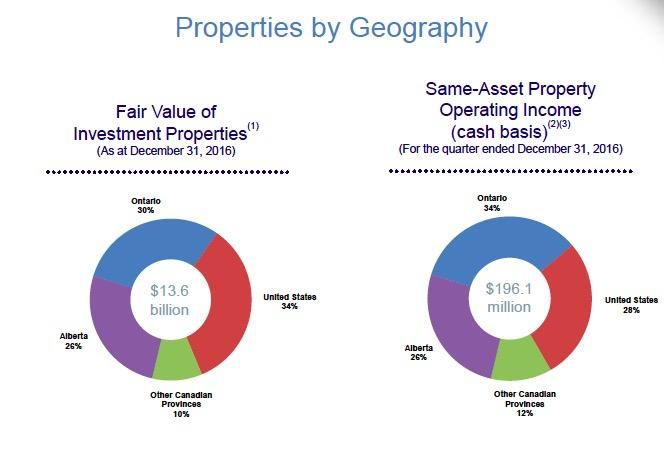 Properties by Geography
Fair Value of
Investment Properties(1)
(As at December 31, 2016)
Ontario
30%
United States
34%
Other Canadian
Provinces
10%
Alberta
26%
$13.6
billion
Same-Asset Property
Operating Income
(cash basis)(2)(3)
(For the quarter ended December 31, 2016)
Ontario
34%
United States
28%
Other Canadian
Provinces
12%
Alberta
26%
$196.1
million